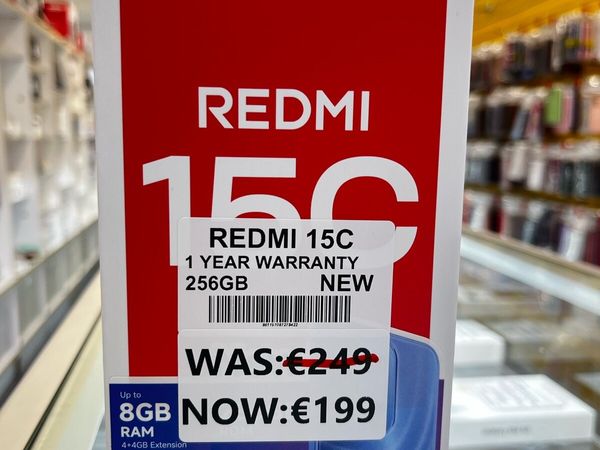 REDMI
15C
REDMI 15C
1 YEAR WARRANTY
256GB NEW
WAS:€249
NOW:€199
Up to
8GB
RAM
4+4GB Extension